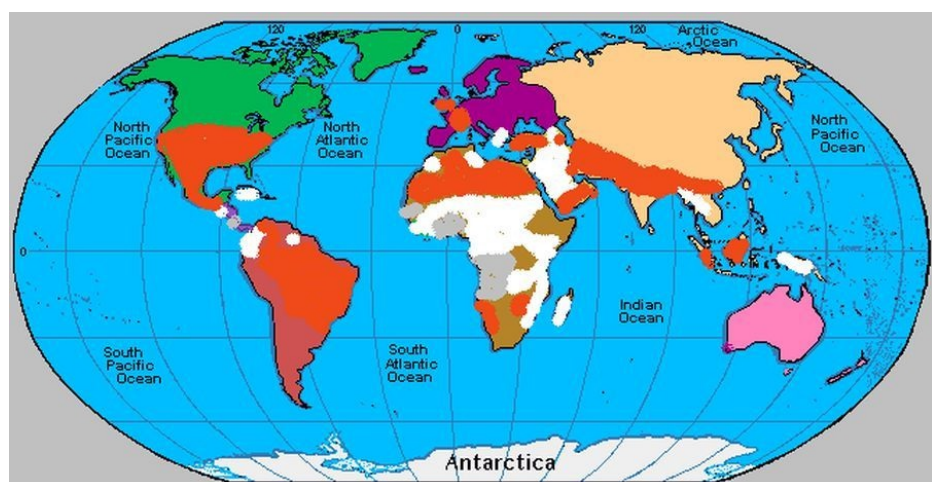 120
0
120
Arctic
Ocean
North
Pacific
Ocean
North
Atlantic
Ocean
North
Pacific
Ocean
0
0
Indian
Ocean
South
Pacific
Ocean
South
Atlantic
Ocean
Antarctica